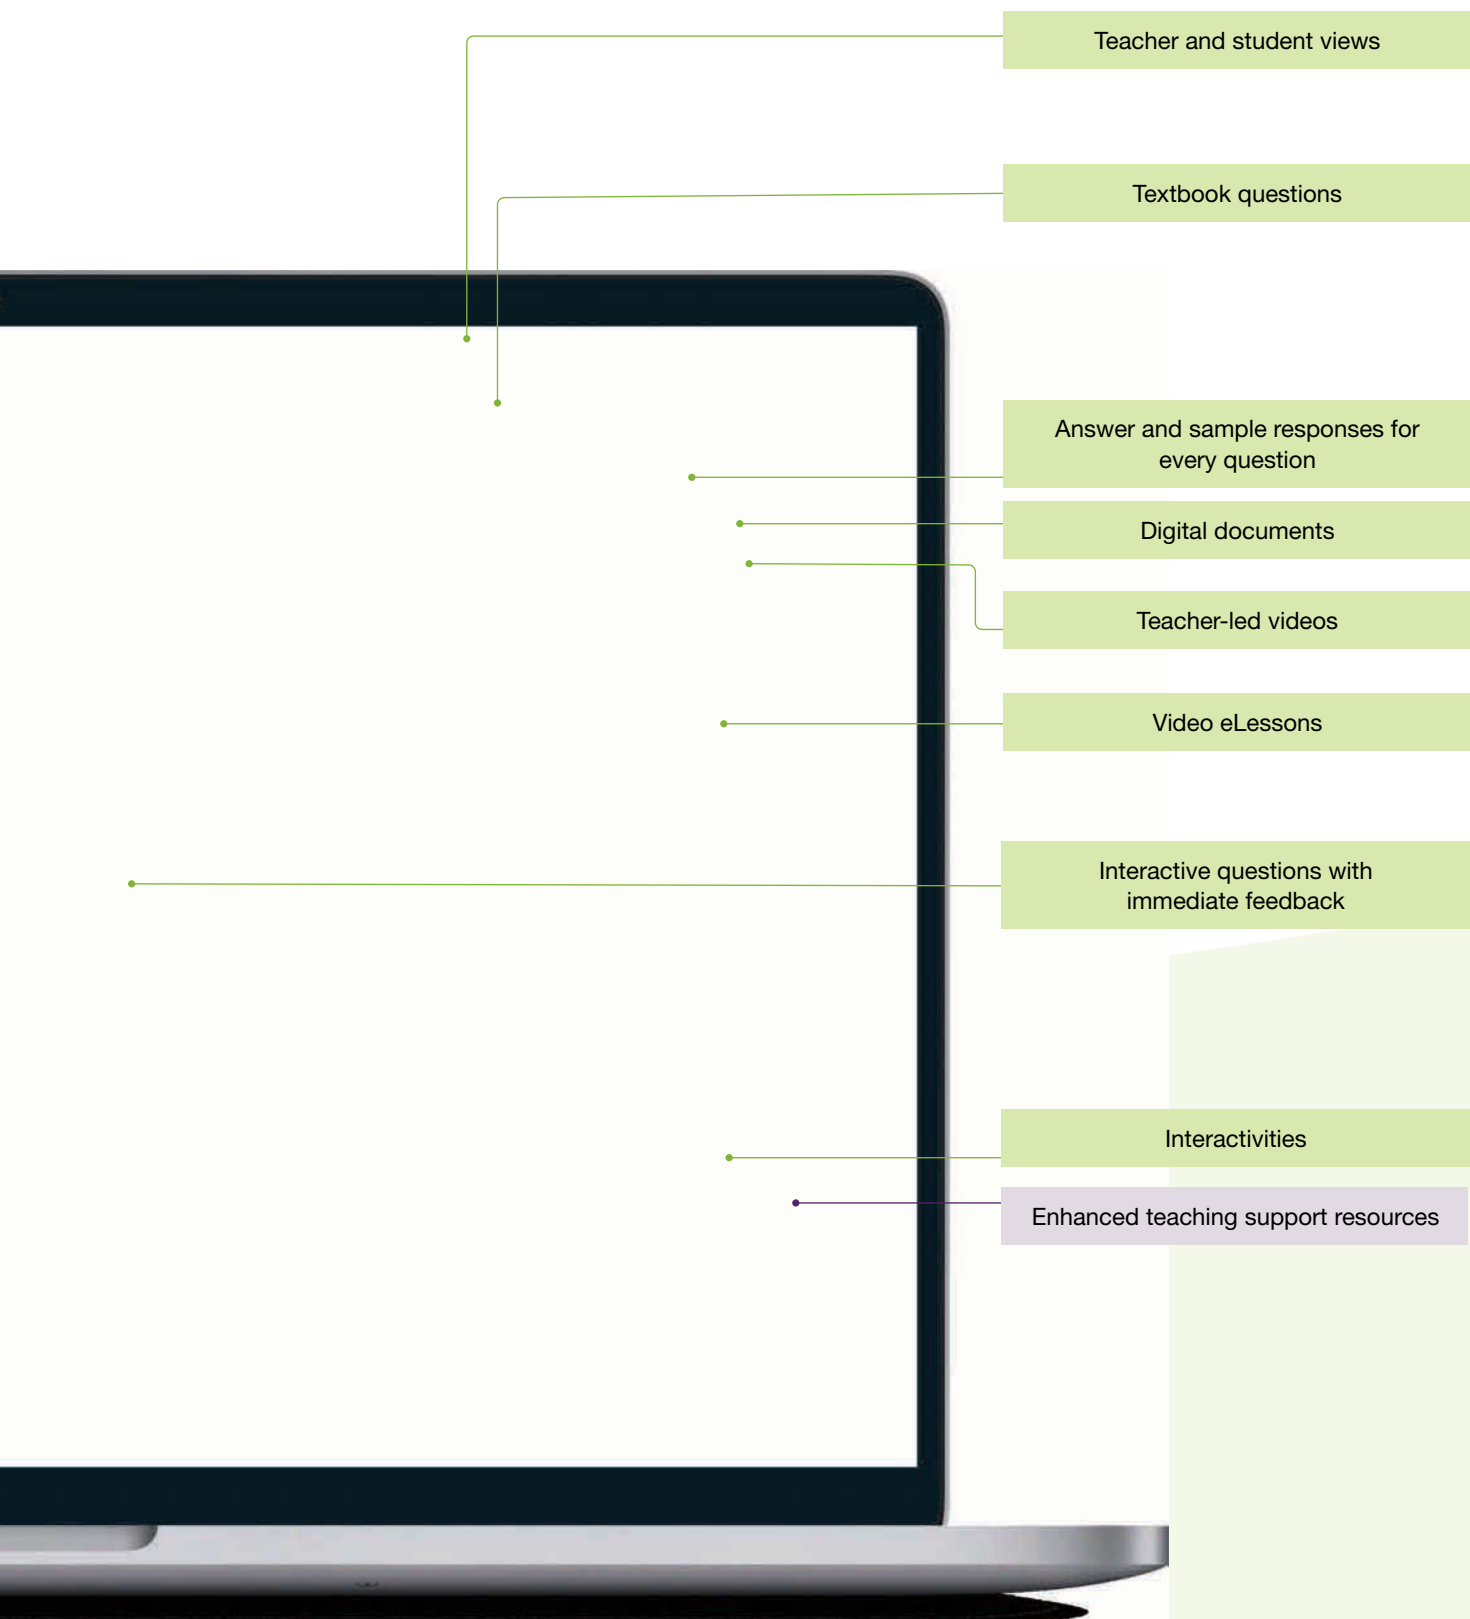 Teacher and student views
Textbook questions
Answer and sample responses for
every question
Digital documents
Teacher-led videos
Video eLessons
Interactive questions with
immediate feedback
Interactivities
Enhanced teaching support resources